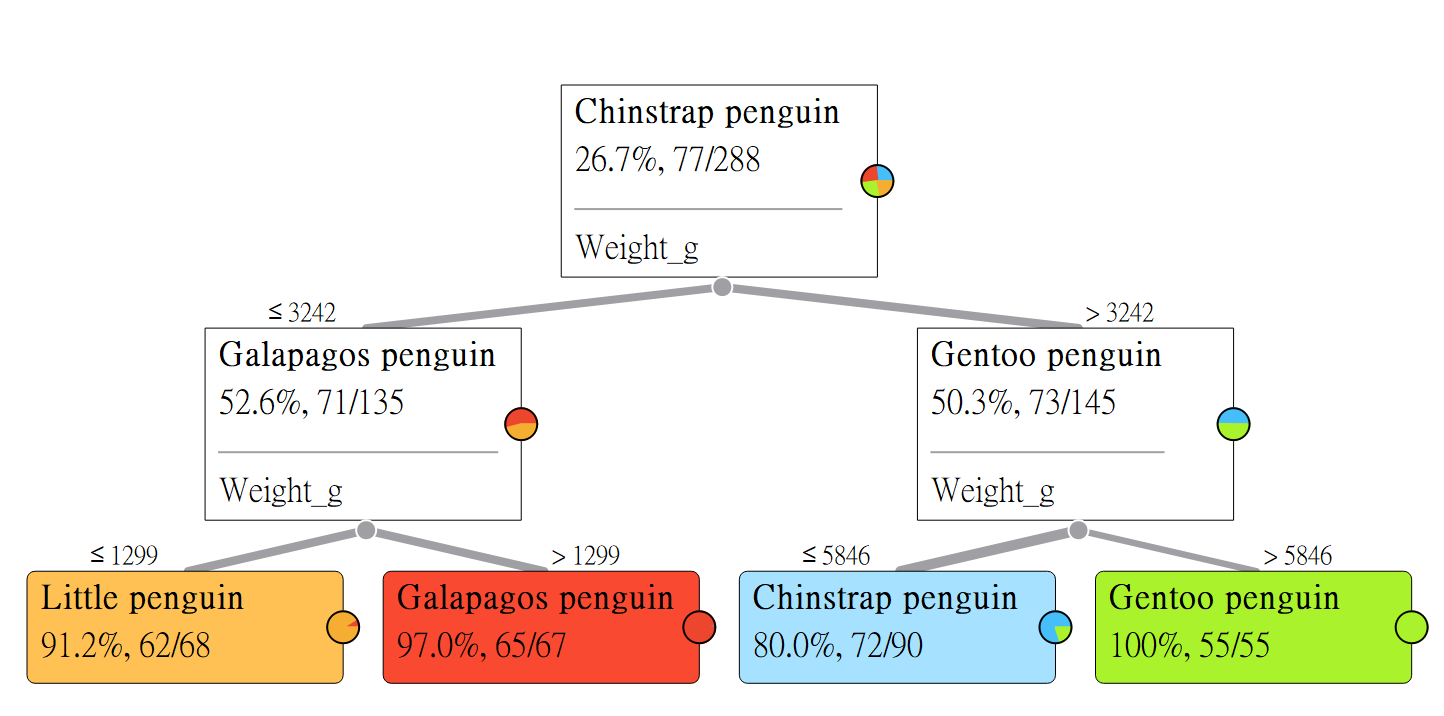 Chinstrap penguin
26.7%, 77/288
Weight_g
≤ 3242
> 3242
Galapagos penguin
52.6%, 71/135
Weight_g
Gentoo penguin
50.3%, 73/145
Weight_g
≤ 1299
> 1299
≤ 5846
> 5846
Little penguin
91.2%, 62/68
Galapagos penguin
97.0%, 65/67
Chinstrap penguin
80.0%, 72/90
Gentoo penguin
100%, 55/55